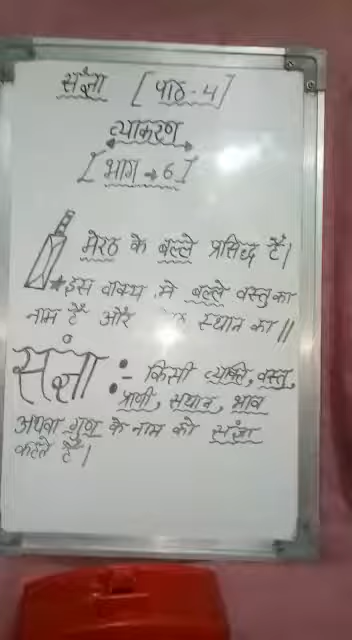 संज्ञा [ पाठ - 4 ]
व्याकरण
[ भाग → 6 ]
मेरठ के बल्ले प्रसिद्ध हैं।
★ इस वाक्य मे बल्ले वस्तु का
नाम हैं और स्थान का ||
संज्ञा :- किसी व्यक्ति, वस्तु,
प्राणी, स्थान, भाव
अथवा गुण के नाम को संज्ञा
कहते हैं।